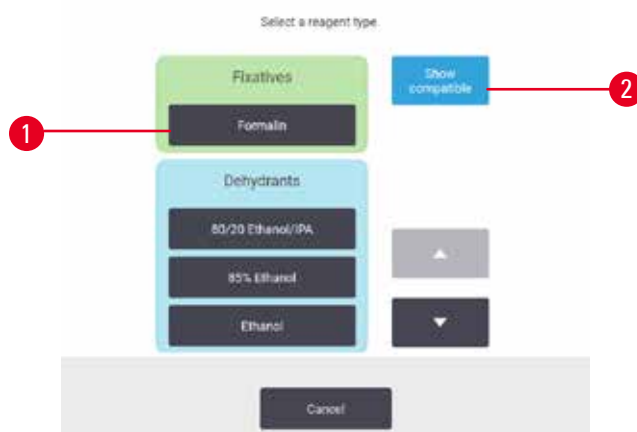 Select a reagent type
Fixatives
Show
compatible
2
1
Formalin
Dehydrants
80/20 Ethanol/IPA
85% Ethanol
Ethanol
Cancel